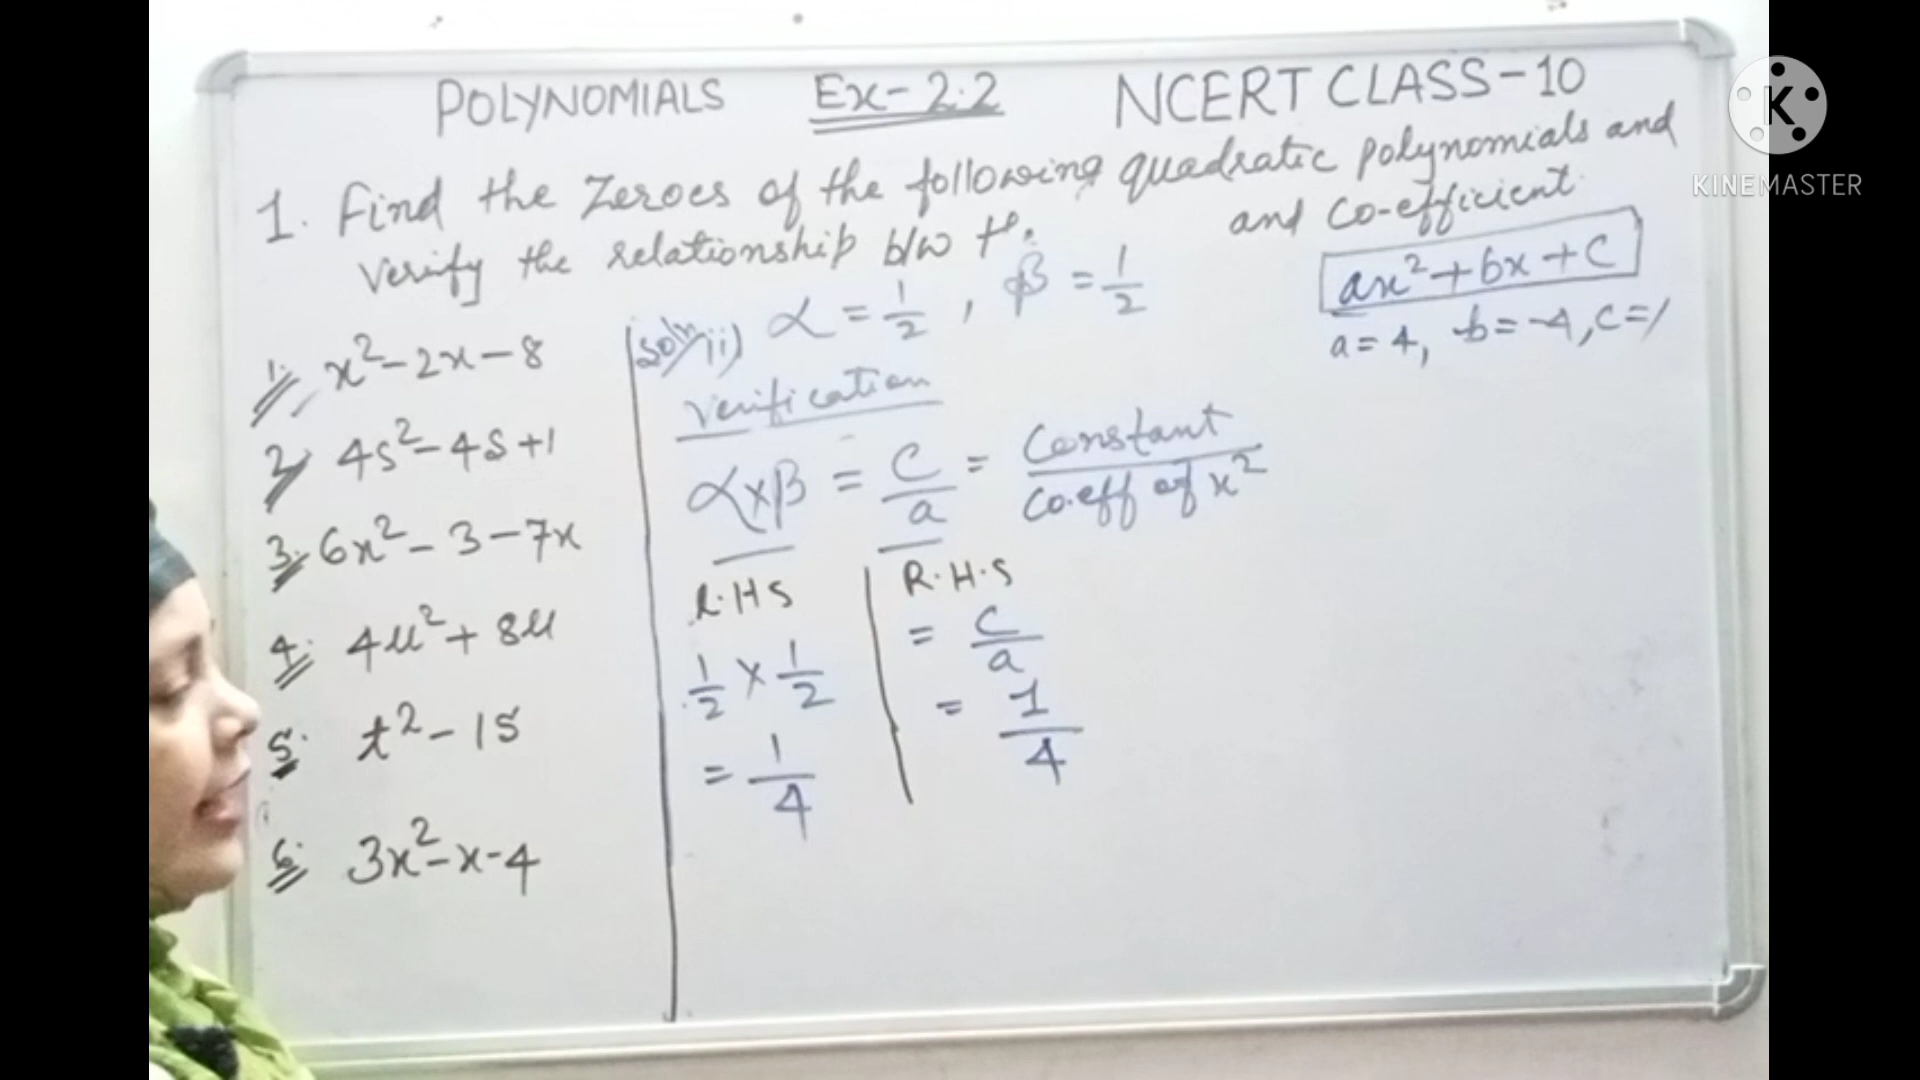 POLYNOMIALS Ex-2.2 NCERT CLASS-10
1. Find the Zeroes of the following quadratic polynomials and
verify the relationship b/w and co-efficient
ax²+bx+c
a=4, b=-4, c=1
1. x²-2x-8
2. 4s²-4s+1
3. 6x²-3-7x
4. 4u²+8u
5. t²-15
6. 3x²-x-4
Soln ii) α = 1/2, β = 1/2
Verification
α×β = c/a = Constant/Co.eff of x²
L.H.S
1/2 × 1/2
= 1/4
R.H.S
= c/a
= 1/4
K
KINEMASTER